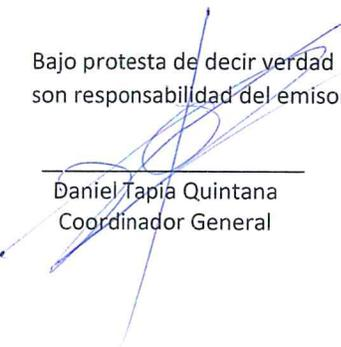 Bajo protesta de decir verdad
son responsabilidad del emiso
Daniel Tapia Quintana
Coordinador General